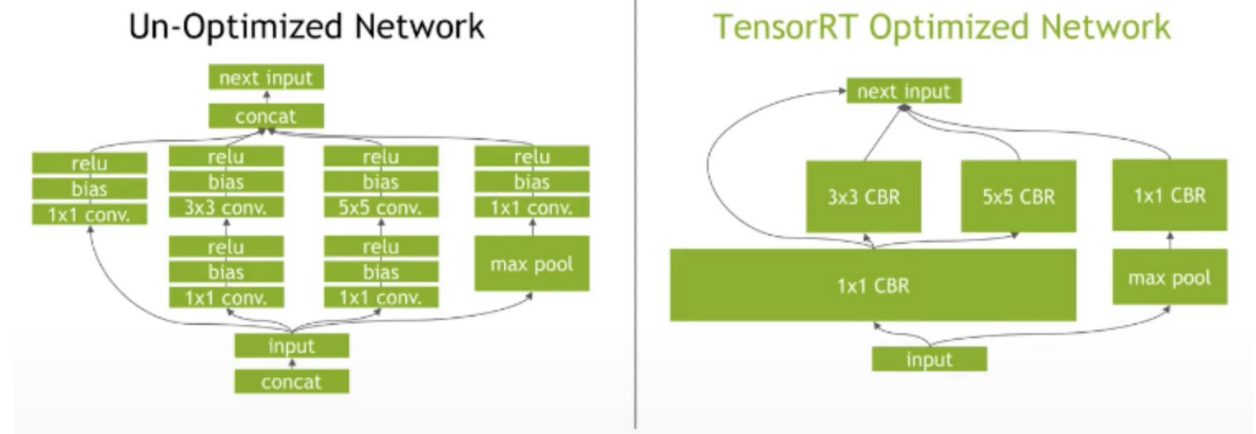 Un-Optimized Network
next input
concat
relu
bias
1x1 conv.
relu
bias
3x3 conv.
relu
bias
1x1 conv.
relu
bias
5x5 conv.
relu
bias
1x1 conv.
relu
bias
1x1 conv.
max pool
input
concat
TensorRT Optimized Network
next input
3x3 CBR
5x5 CBR
1x1 CBR
1x1 CBR
max pool
input